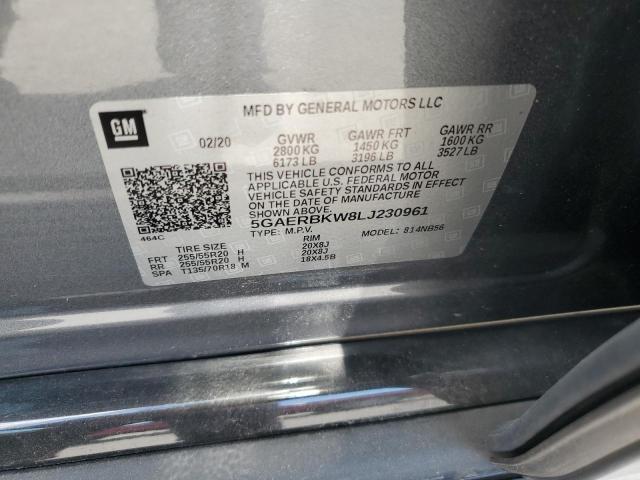 GM
MFD BY GENERAL MOTORS LLC
02/20 GVWR GAWR FRT GAWR RR
2800 KG 1450 KG 1600 KG
6173 LB 3196 LB 3527 LB
THIS VEHICLE CONFORMS TO ALL
APPLICABLE U.S. FEDERAL MOTOR
VEHICLE SAFETY STANDARDS IN EFFECT
ON THE DATE OF MANUFACTURE
SHOWN ABOVE.
464C
5GAERBKW8LJ230961
TYPE: M.P.V. MODEL: 814NB56
TIRE SIZE RIM
FRT 255/55R20 H 20X8J
RR 255/55R20 H 20X8J
SPA T135/70R18 M 18X4.5B